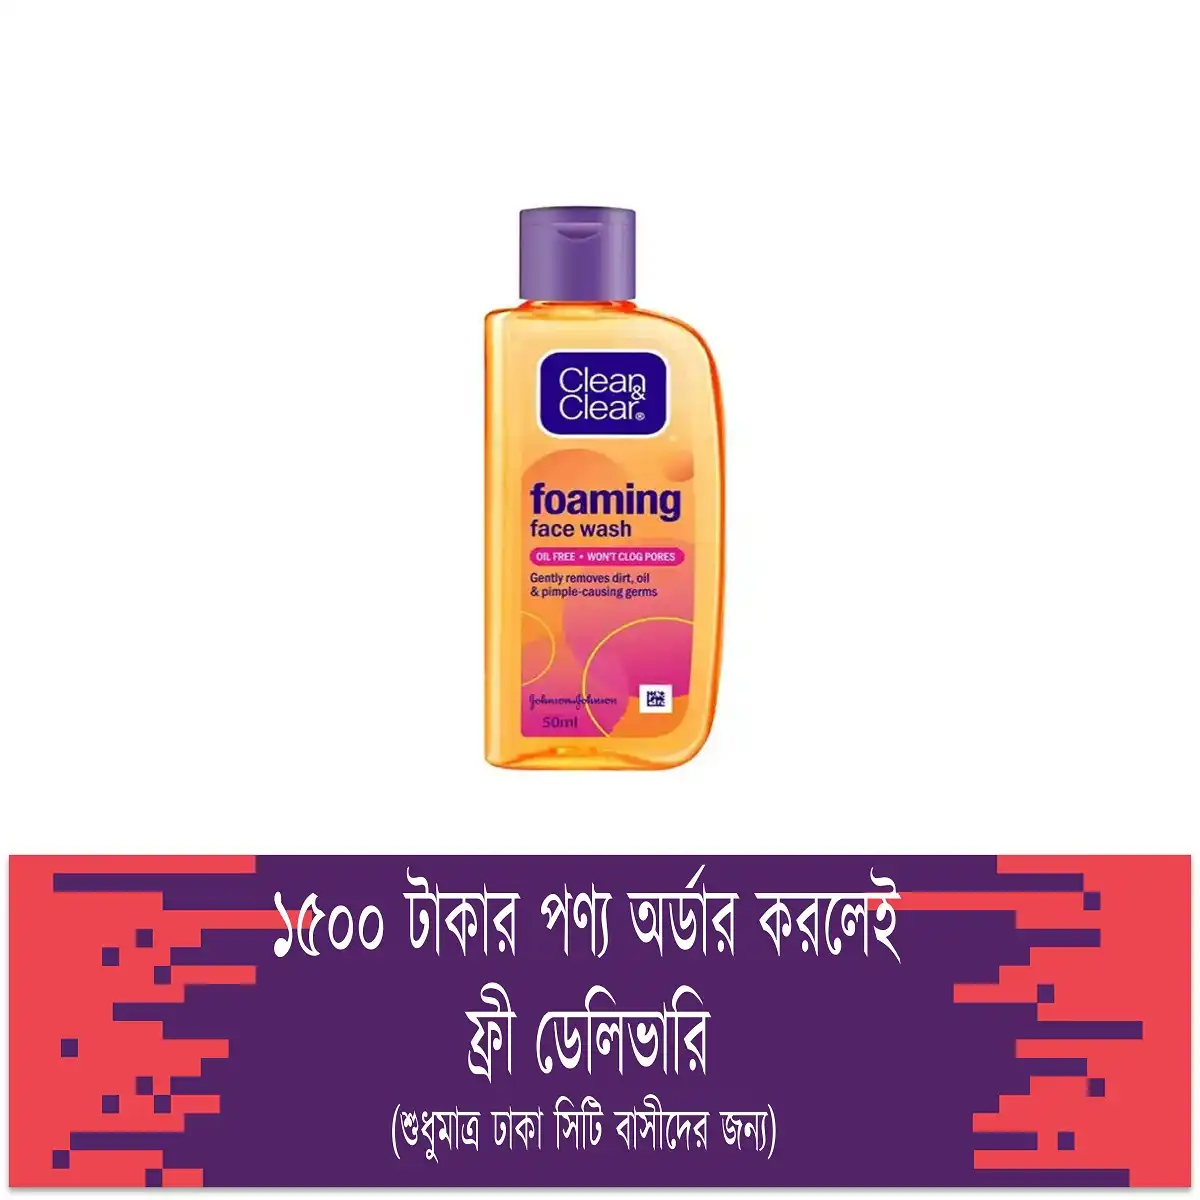 Clean
&
Clear®
foaming
face wash
OIL FREE • WON'T CLOG PORES
Gently removes dirt, oil
& pimple-causing germs
Johnson & Johnson
50ml
১৫০০ টাকার পণ্য অর্ডার করলেই
ফ্রী ডেলিভারি
(শুধুমাত্র ঢাকা সিটি বাসীদের জন্য)